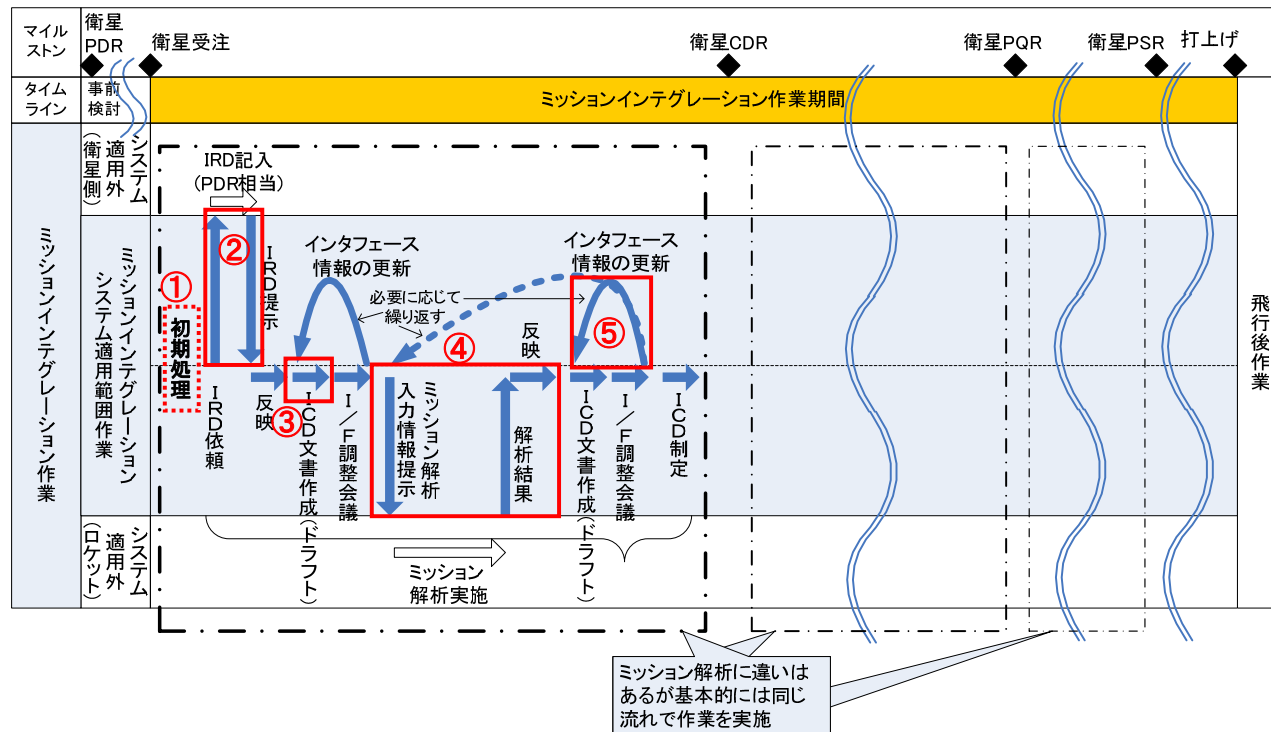 マイル
ストン
衛星
PDR
衛星受注
衛星CDR
衛星PQR
衛星PSR
打上げ
タイム
ライン
事前
検討
ミッションインテグレーション作業期間
ミッションインテグレーション作業
システム
適用外
(衛星側)
IRD記入
(PDR相当)
ミッションインテグレーション
システム適用範囲作業
①
初期処理
②
IRD提示
インタフェース
情報の更新
必要に応じて
繰り返す
④
インタフェース
情報の更新
⑤
反映
IRD依頼
反映
③
ICD文書作成(ドラフト)
I/F調整会議
ミッション解析
入力情報提示
解析結果
ICD文書作成(ドラフト)
I/F調整会議
ICD制定
飛行後作業
システム
適用外
(ロケット)
ミッション
解析実施
ミッション解析に違いは
あるが基本的には同じ
流れで作業を実施